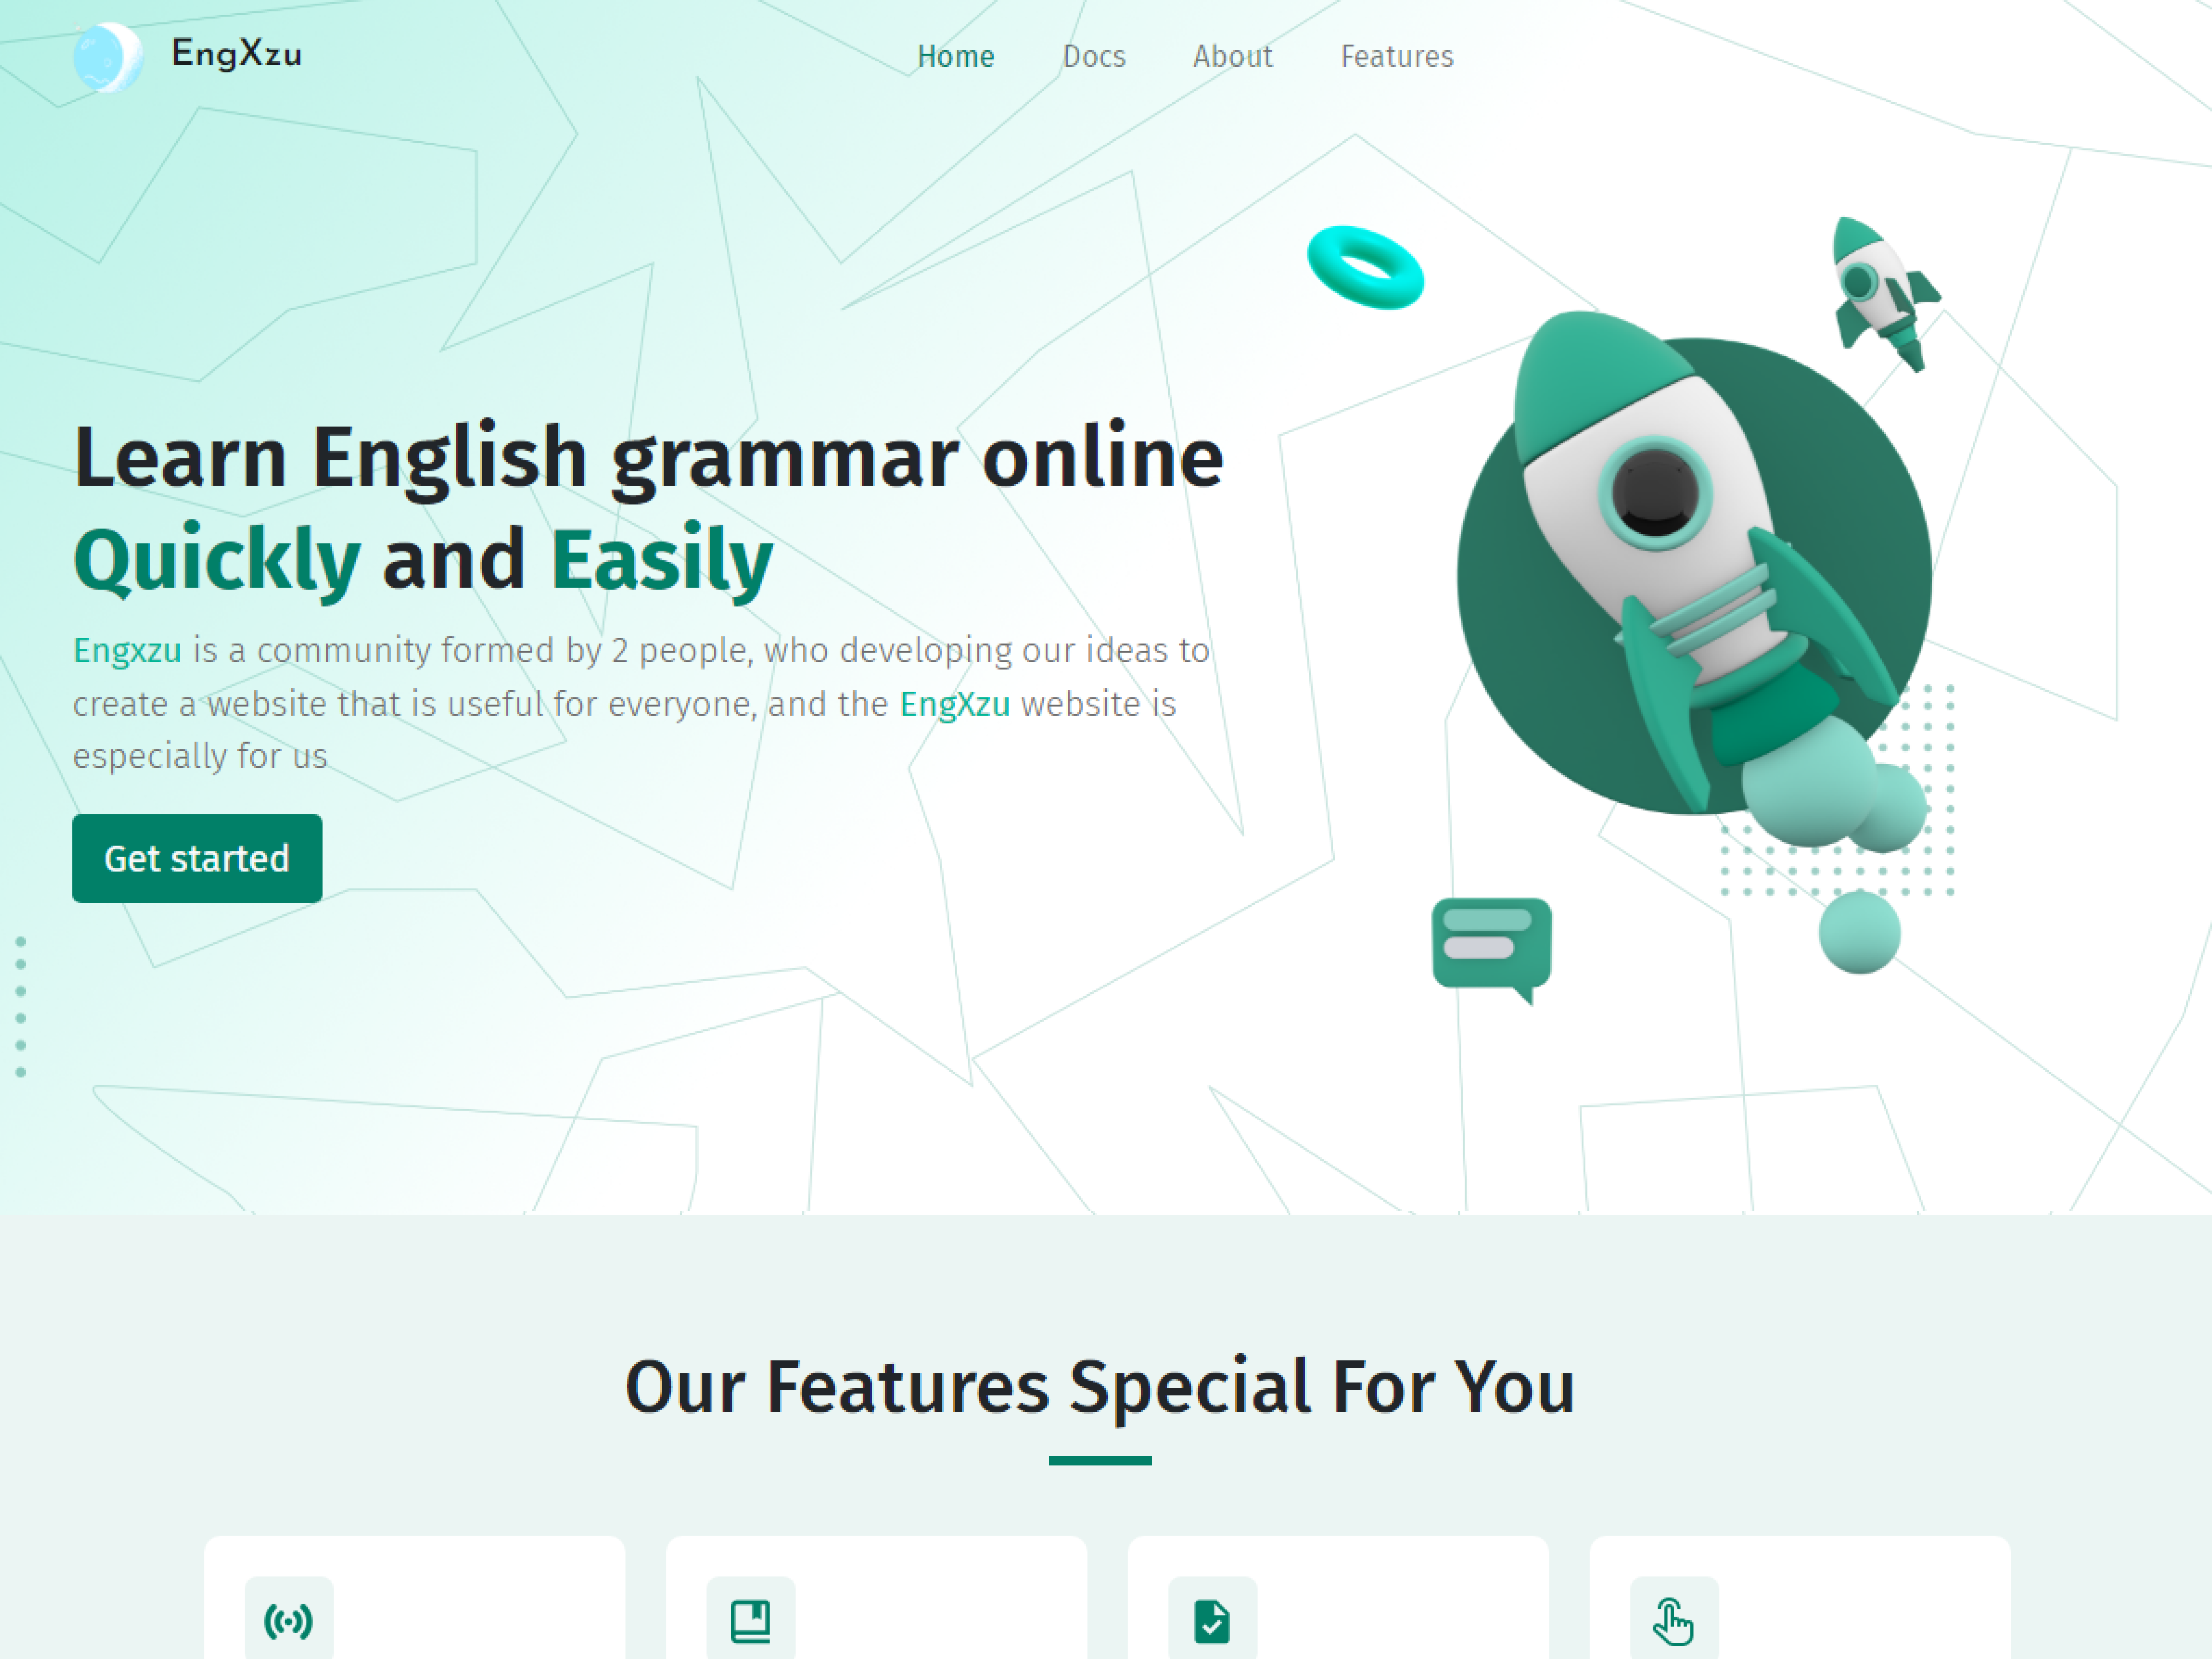 EngXzu
Home Docs About Features
Learn English grammar online
Quickly and Easily
Engxzu is a community formed by 2 people, who developing our ideas to
create a website that is useful for everyone, and the EngXzu website is
especially for us
Get started
Our Features Special For You